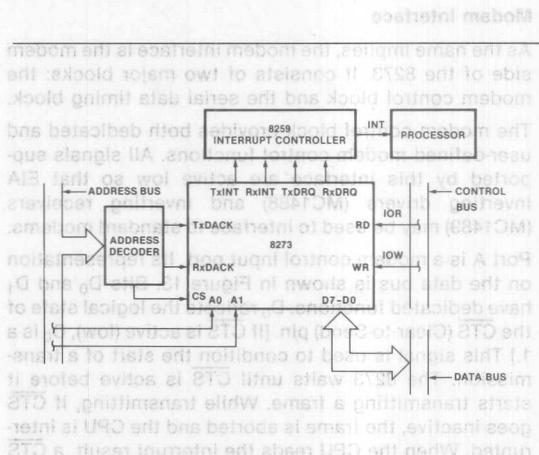 Modem Interface
As the name implies, the modem interface is the modem
side of the 8273. It consists of two major blocks: the
modem control block and the serial data timing block.
The modem control block provides both dedicated and
user-defined modem control functions. All signals sup-
ported by this interface are active low so that EIA
inverting drivers (MC1488) and inverting receivers
(MC1489) may be used to interface to standard modems.
Port A is a modem control input port. Its representation
on the data bus is shown in Figure 13. Bits D0 and D1
have dedicated functions. D0 reflects the logical state of
the CTS (Clear-to-Send) pin. [If CTS is active (low), D0 is a
1.] This signal is used to condition the start of a trans-
mission. The 8273 waits until CTS is active before it
starts transmitting a frame. While transmitting, if CTS
goes inactive, the frame is aborted and the CPU is inter-
rupted. When the CPU reads the interrupt result, a CTS
8259
INTERRUPT CONTROLLER
INT
PROCESSOR
ADDRESS BUS
TxINT RxINT TxDRQ RxDRQ
CONTROL
BUS
ADDRESS
DECODER
TxDACK
RD
IOR
8273
RxDACK
WR
IOW
CS
A0 A1
D7-D0
DATA BUS